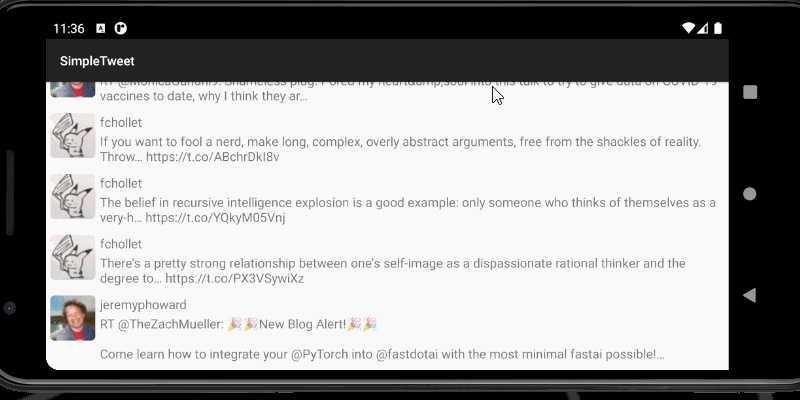 11:36
SimpleTweet
RT @MonicaGandhi9: Shameless plug: Pored my heart&amp;soul into this talk to try to give data on COVID-19
vaccines to date, why I think they ar…
fchollet
If you want to fool a nerd, make long, complex, overly abstract arguments, free from the shackles of reality.
Throw… https://t.co/ABchrDkI8v
fchollet
The belief in recursive intelligence explosion is a good example: only someone who thinks of themselves as a
very-h… https://t.co/YQkyM05Vnj
fchollet
There's a pretty strong relationship between one's self-image as a dispassionate rational thinker and the
degree to… https://t.co/PX3VSywiXz
jeremyphoward
RT @TheZachMueller: 🎉🎉New Blog Alert!🎉🎉
Come learn how to integrate your @PyTorch into @fastdotai with the most minimal fastai possible!…